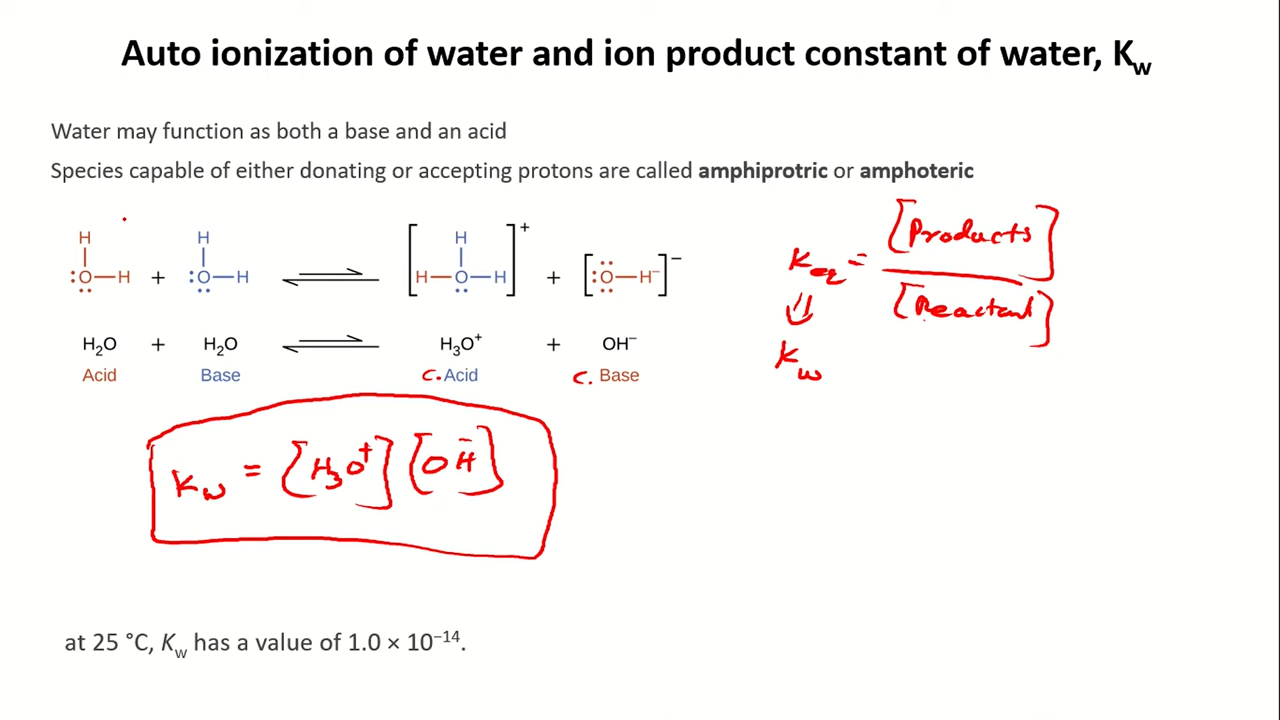 Auto ionization of water and ion product constant of water, Kw
Water may function as both a base and an acid
Species capable of either donating or accepting protons are called amphiprotric or amphoteric
H H H +
:O—H + :O—H ⇌ [H—O—H] + [:O—H⁻]⁻
H₂O + H₂O ⇌ H₃O⁺ + OH⁻
Acid Base C. Acid C. Base
Keq = [Products]
[Reactant]
⇓
Kw
Kw = [H₃O⁺] [OH⁻]
at 25 °C, Kw has a value of 1.0 × 10⁻¹⁴.